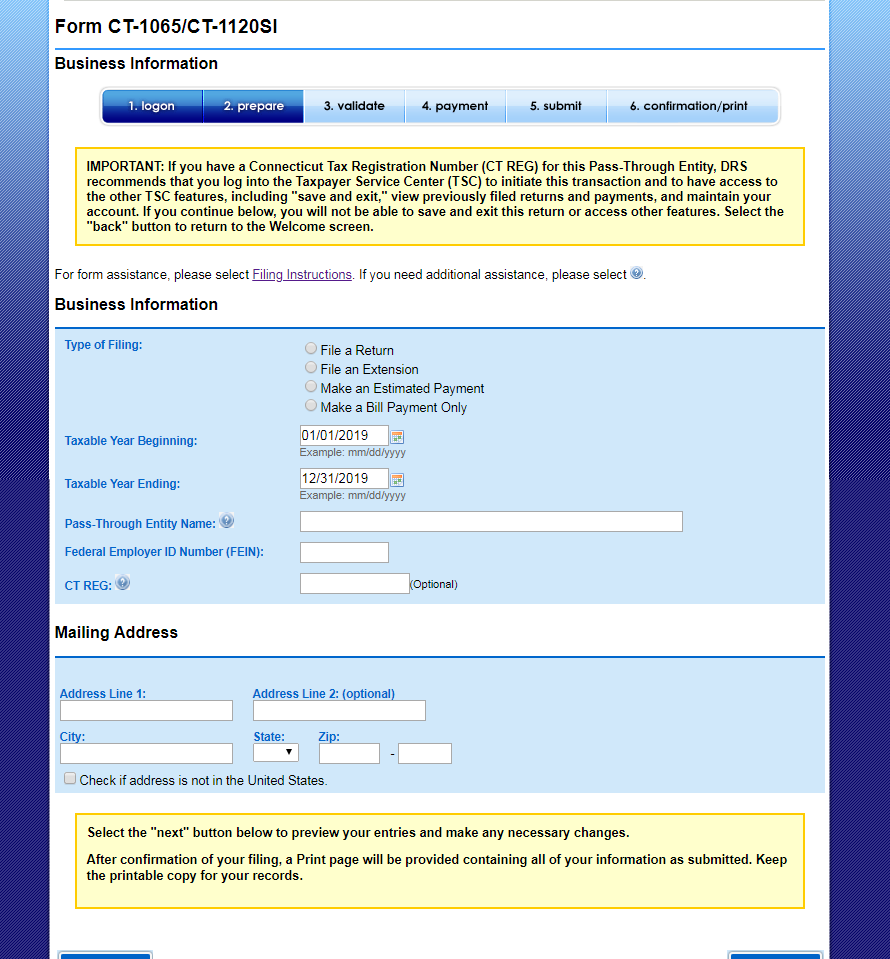 Form CT-1065/CT-1120SI
Business Information
1. logon 2. prepare 3. validate 4. payment 5. submit 6. confirmation/print
IMPORTANT: If you have a Connecticut Tax Registration Number (CT REG) for this Pass-Through Entity, DRS
recommends that you log into the Taxpayer Service Center (TSC) to initiate this transaction and to have access to
the other TSC features, including "save and exit," view previously filed returns and payments, and maintain your
account. If you continue below, you will not be able to save and exit this return or access other features. Select the
"back" button to return to the Welcome screen.
For form assistance, please select Filing Instructions. If you need additional assistance, please select ?.
Business Information
Type of Filing:
File a Return
File an Extension
Make an Estimated Payment
Make a Bill Payment Only
Taxable Year Beginning: 01/01/2019
Example: mm/dd/yyyy
Taxable Year Ending: 12/31/2019
Example: mm/dd/yyyy
Pass-Through Entity Name: ?
Federal Employer ID Number (FEIN):
CT REG: ? (Optional)
Mailing Address
Address Line 1: Address Line 2: (optional)
City: State: Zip:
-
Check if address is not in the United States.
Select the "next" button below to preview your entries and make any necessary changes.
After confirmation of your filing, a Print page will be provided containing all of your information as submitted. Keep
the printable copy for your records.